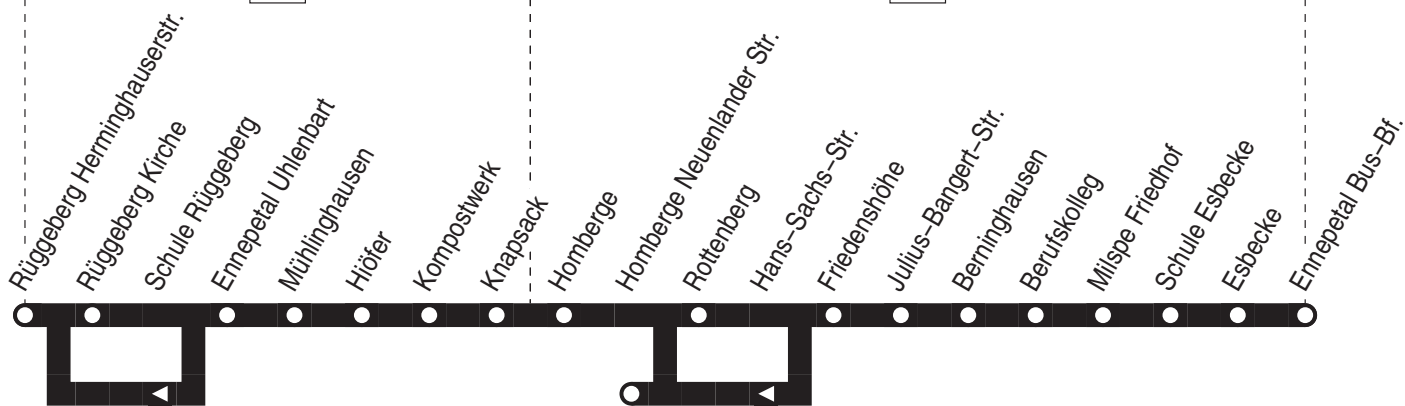 Rüggeberg Herminghauserstr.
Rüggeberg Kirche
Schule Rüggeberg
Ennepetal Uhlenbart
Mühlinghausen
Hiöfer
Kompostwerk
Knapsack
Homberge
Homberge Neuenlander Str.
Rottenberg
Hans–Sachs–Str.
Friedenshöhe
Julius–Bangert–Str.
Berninghausen
Berufskolleg
Milspe Friedhof
Schule Esbecke
Esbecke
Ennepetal Bus–Bf.